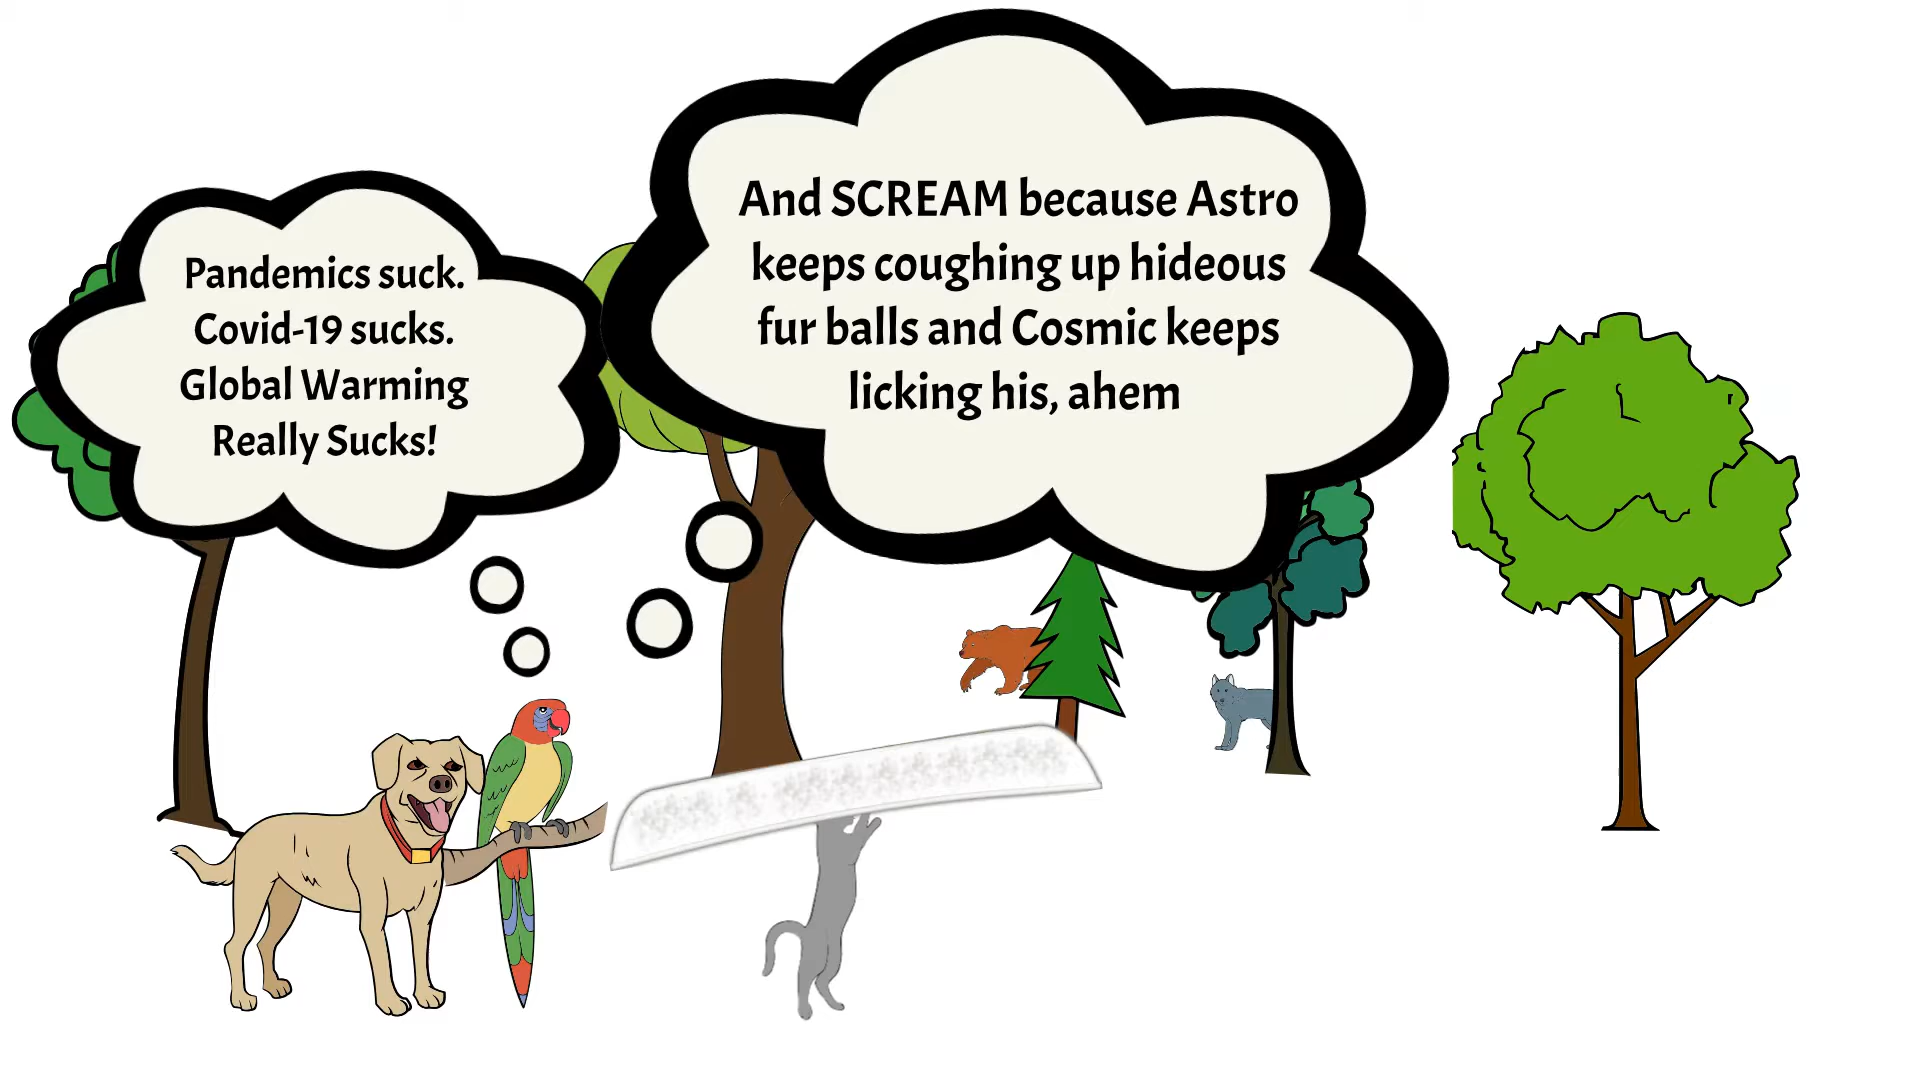 Pandemics suck.
Covid-19 sucks.
Global Warming
Really Sucks!
And SCREAM because Astro
keeps coughing up hideous
fur balls and Cosmic keeps
licking his, ahem